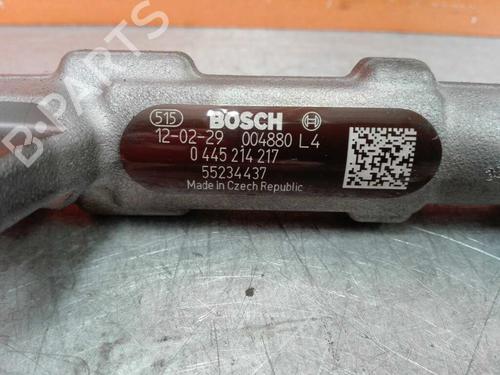 515 BOSCH
12-02-29 004880 L4
0 445 214 217
55234437
Made in Czech Republic
B-PARTS